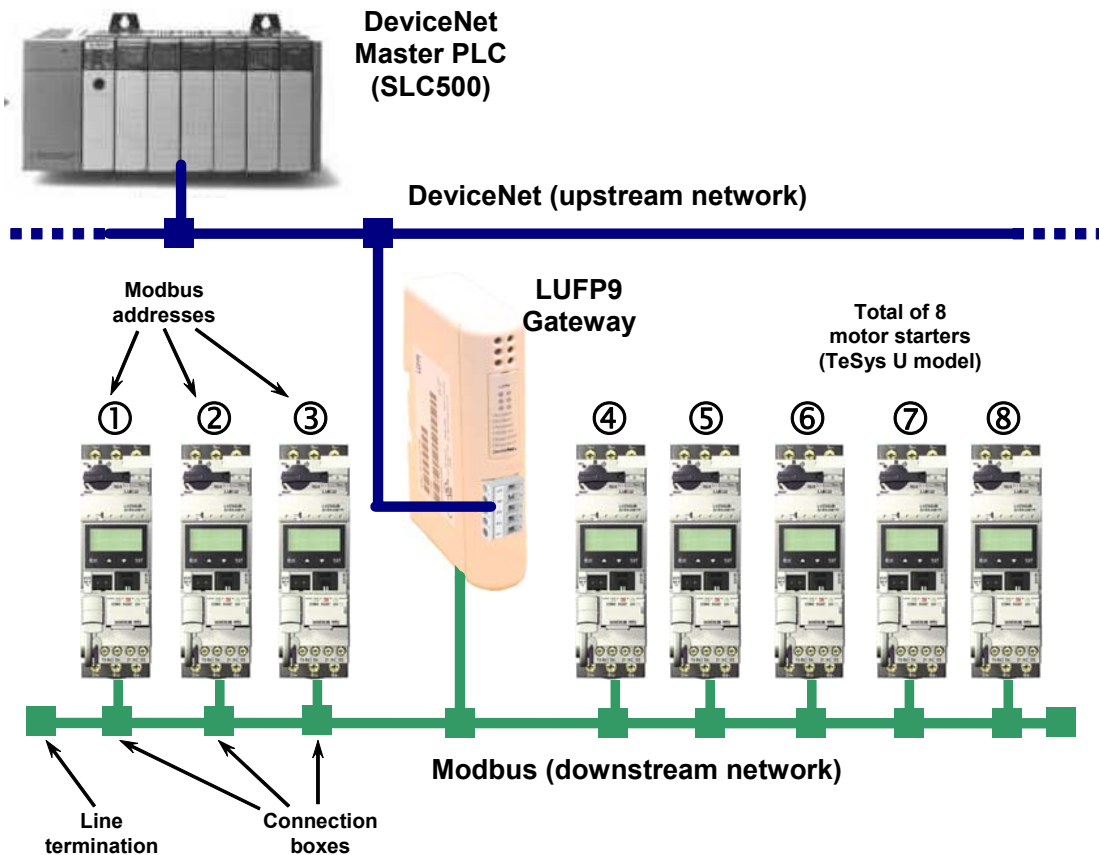 DeviceNet
Master PLC
(SLC500)
DeviceNet (upstream network)
Modbus
addresses
LUFP9
Gateway
Total of 8
motor starters
(TeSys U model)
① ② ③ ④ ⑤ ⑥ ⑦ ⑧
DeviceNet
Modbus (downstream network)
Line
termination
Connection
boxes